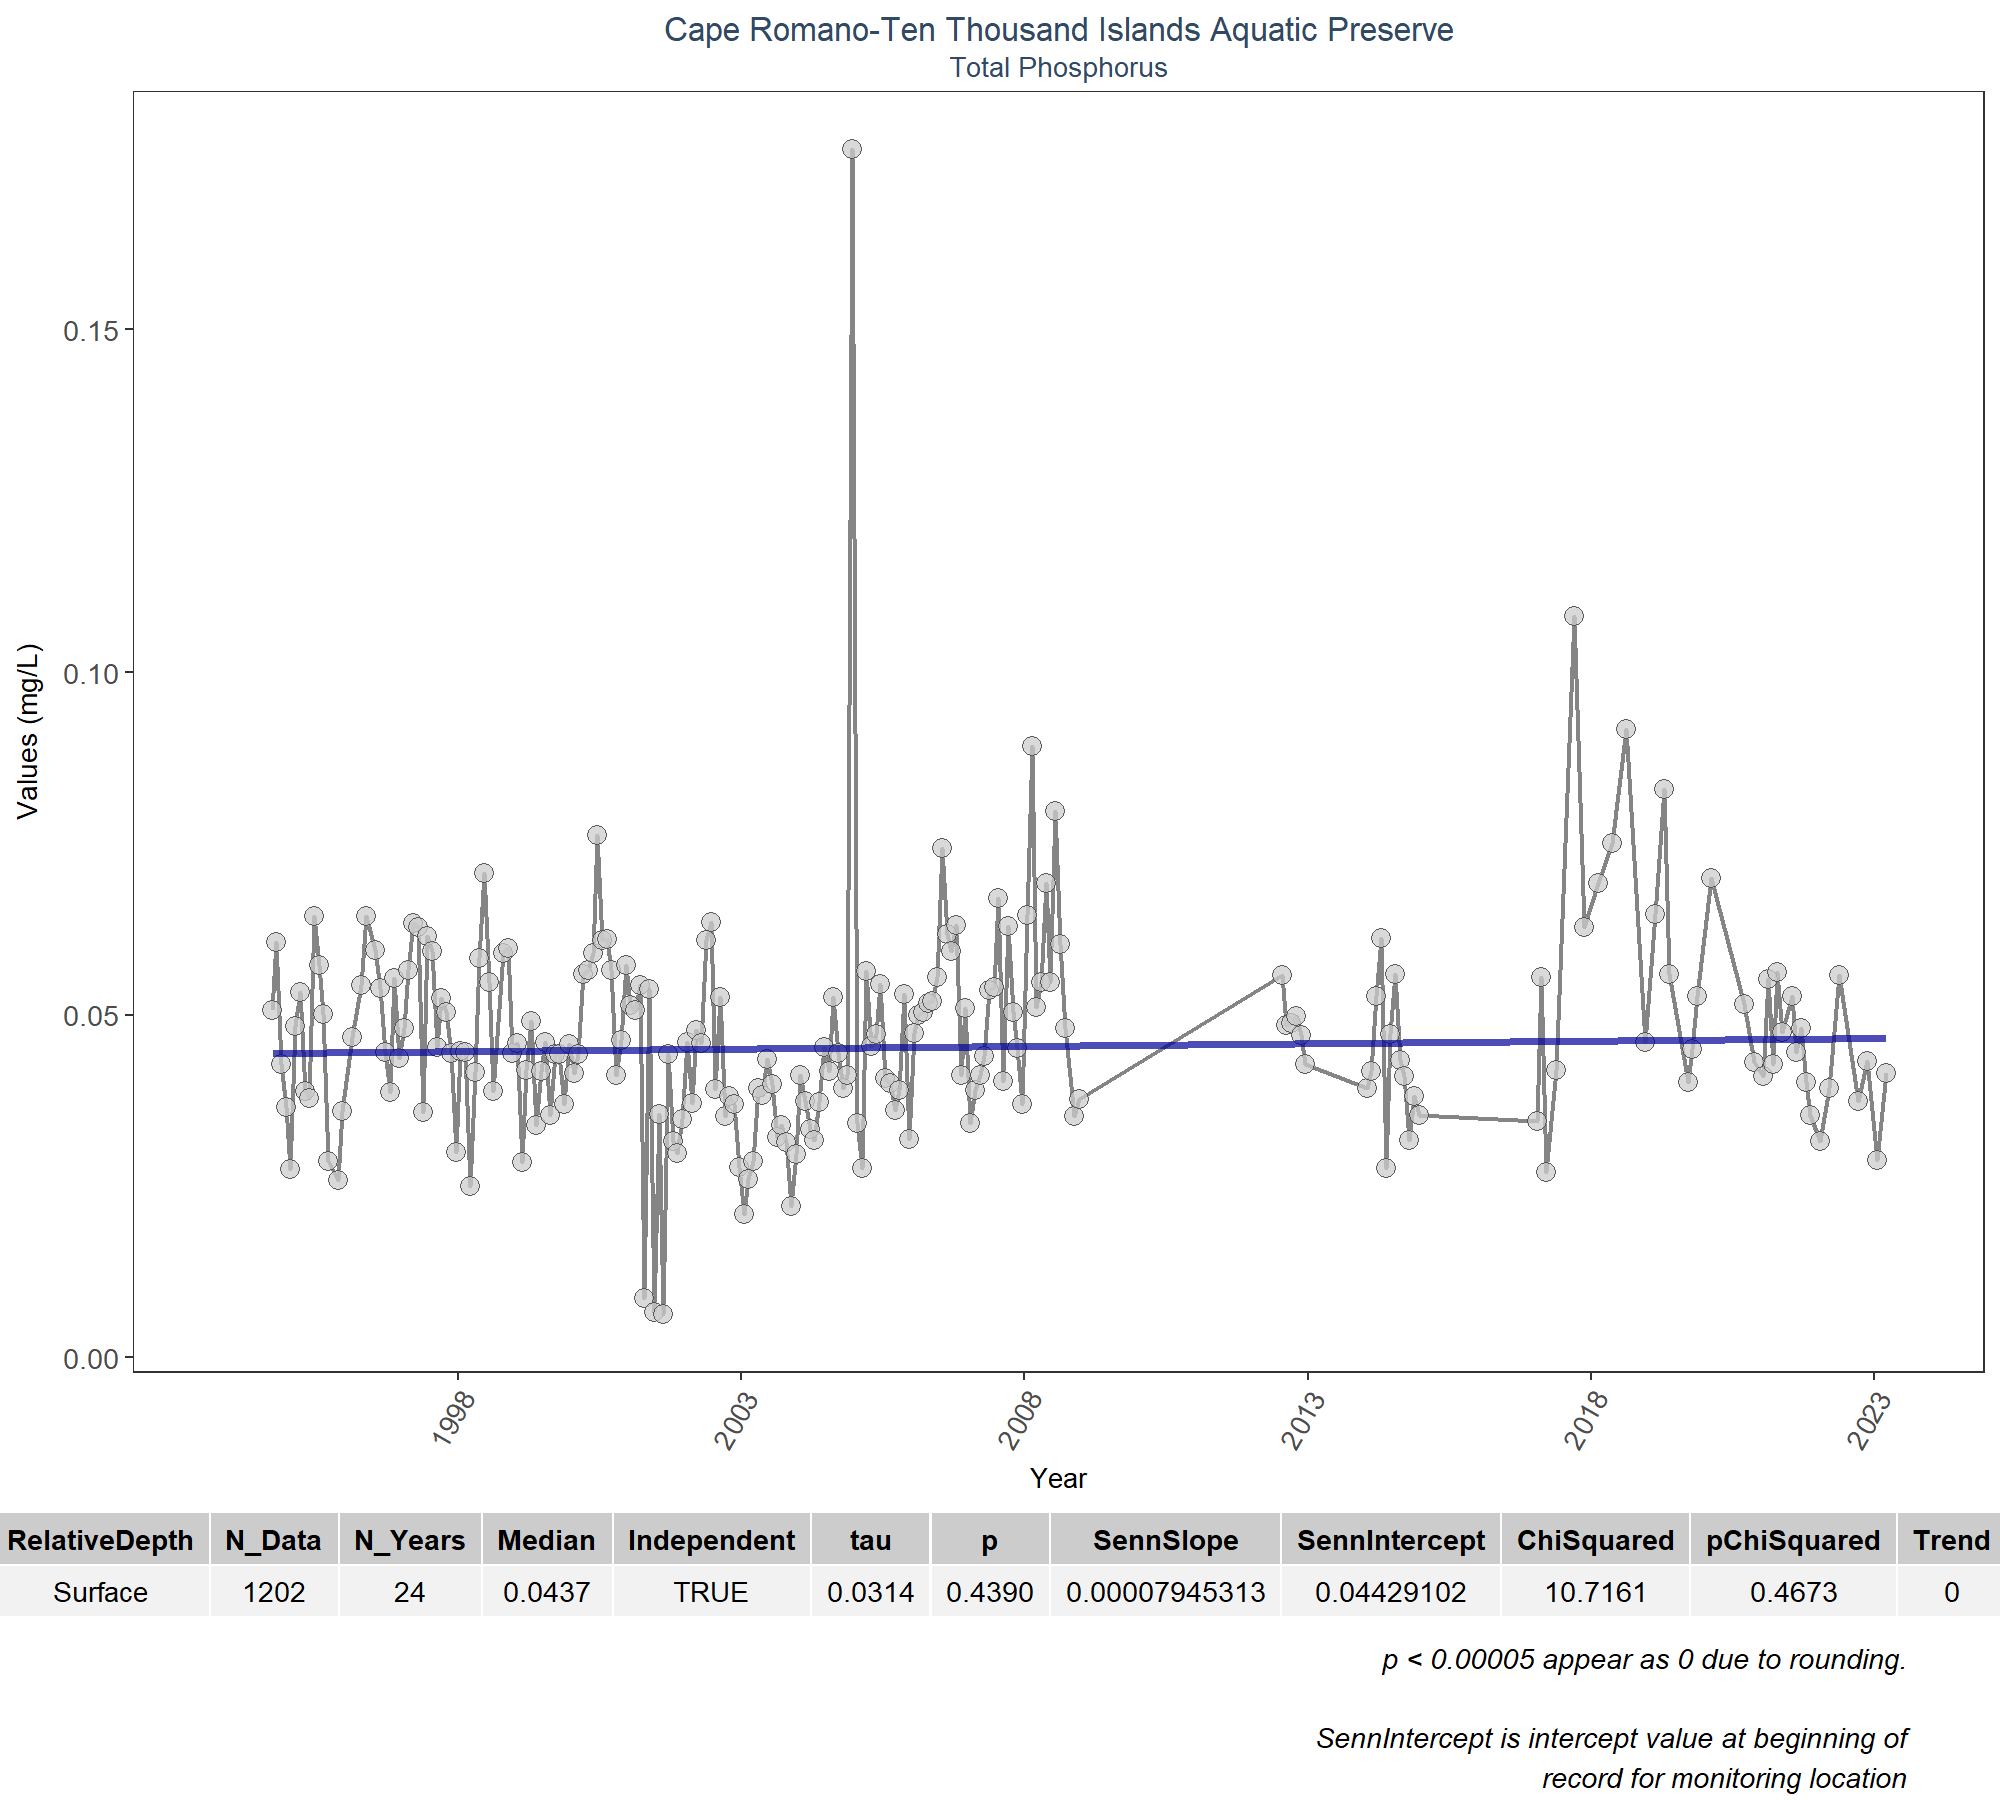 Cape Romano-Ten Thousand Islands Aquatic Preserve
Total Phosphorus
Values (mg/L)
0.15
0.10
0.05
0.00
1998 2003 2008 2013 2018 2023
Year
RelativeDepth N_Data N_Years Median Independent tau p SennSlope SennIntercept ChiSquared pChiSquared Trend
Surface 1202 24 0.0437 TRUE 0.0314 0.4390 0.00007945313 0.04429102 10.7161 0.4673 0
p < 0.00005 appear as 0 due to rounding.
SennIntercept is intercept value at beginning of
record for monitoring location